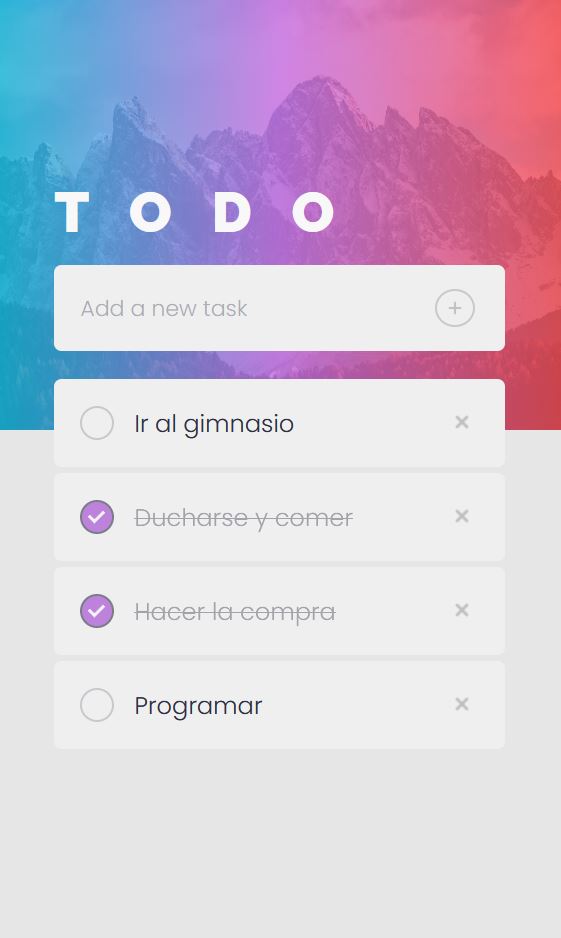 TODO
Add a new task
Ir al gimnasio
Ducharse y comer
Hacer la compra
Programar